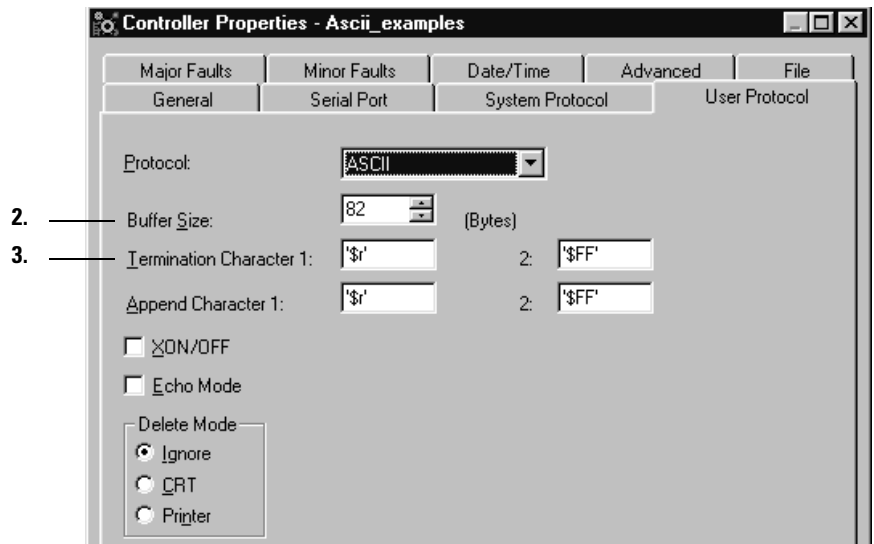 Controller Properties - Ascii_examples
Major Faults Minor Faults Date/Time Advanced File
General Serial Port System Protocol User Protocol
Protocol: ASCII
2. Buffer Size: 82 (Bytes)
3. Termination Character 1: '$r' 2: '$FF'
Append Character 1: '$r' 2: '$FF'
XON/OFF
Echo Mode
Delete Mode
Ignore
CRT
Printer